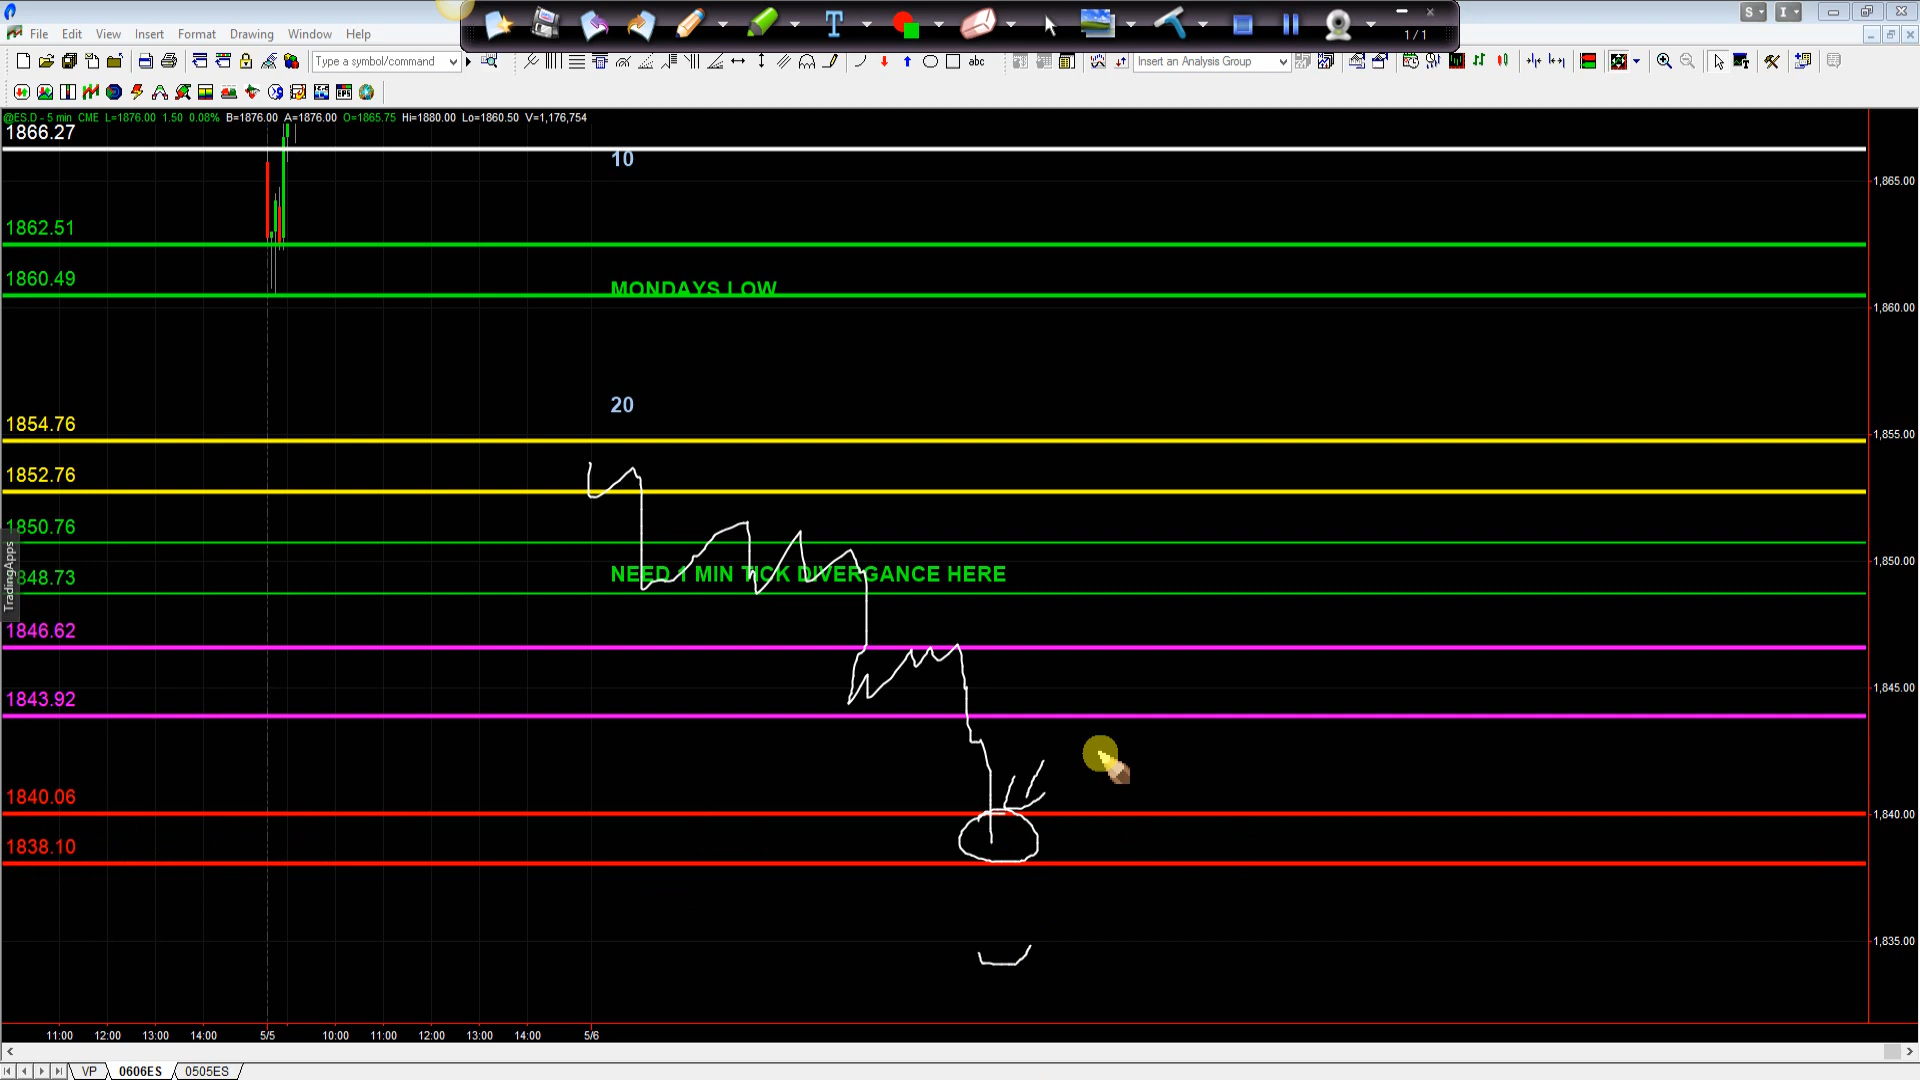 S I
File Edit View Insert Format Drawing Window Help
T
1 / 1
Type a symbol/command
abc
Insert an Analysis Group
@ES.D - 5 min CME L=1876.00 1.50 0.08% B=1876.00 A=1876.00 O=1865.75 Hi=1880.00 Lo=1860.50 V=1,176,754
1866.27
10
1,865.00
1862.51
1860.49
MONDAYS LOW
1,860.00
20
1854.76
1,855.00
1852.76
1850.76
1,850.00
1848.73
NEED 1 MIN TICK DIVERGANCE HERE
TradingApps
1846.62
1,845.00
1843.92
1840.06
1,840.00
1838.10
1,835.00
11:00 12:00 13:00 14:00 5/5 10:00 11:00 12:00 13:00 14:00 5/6
VP 0606ES 0505ES